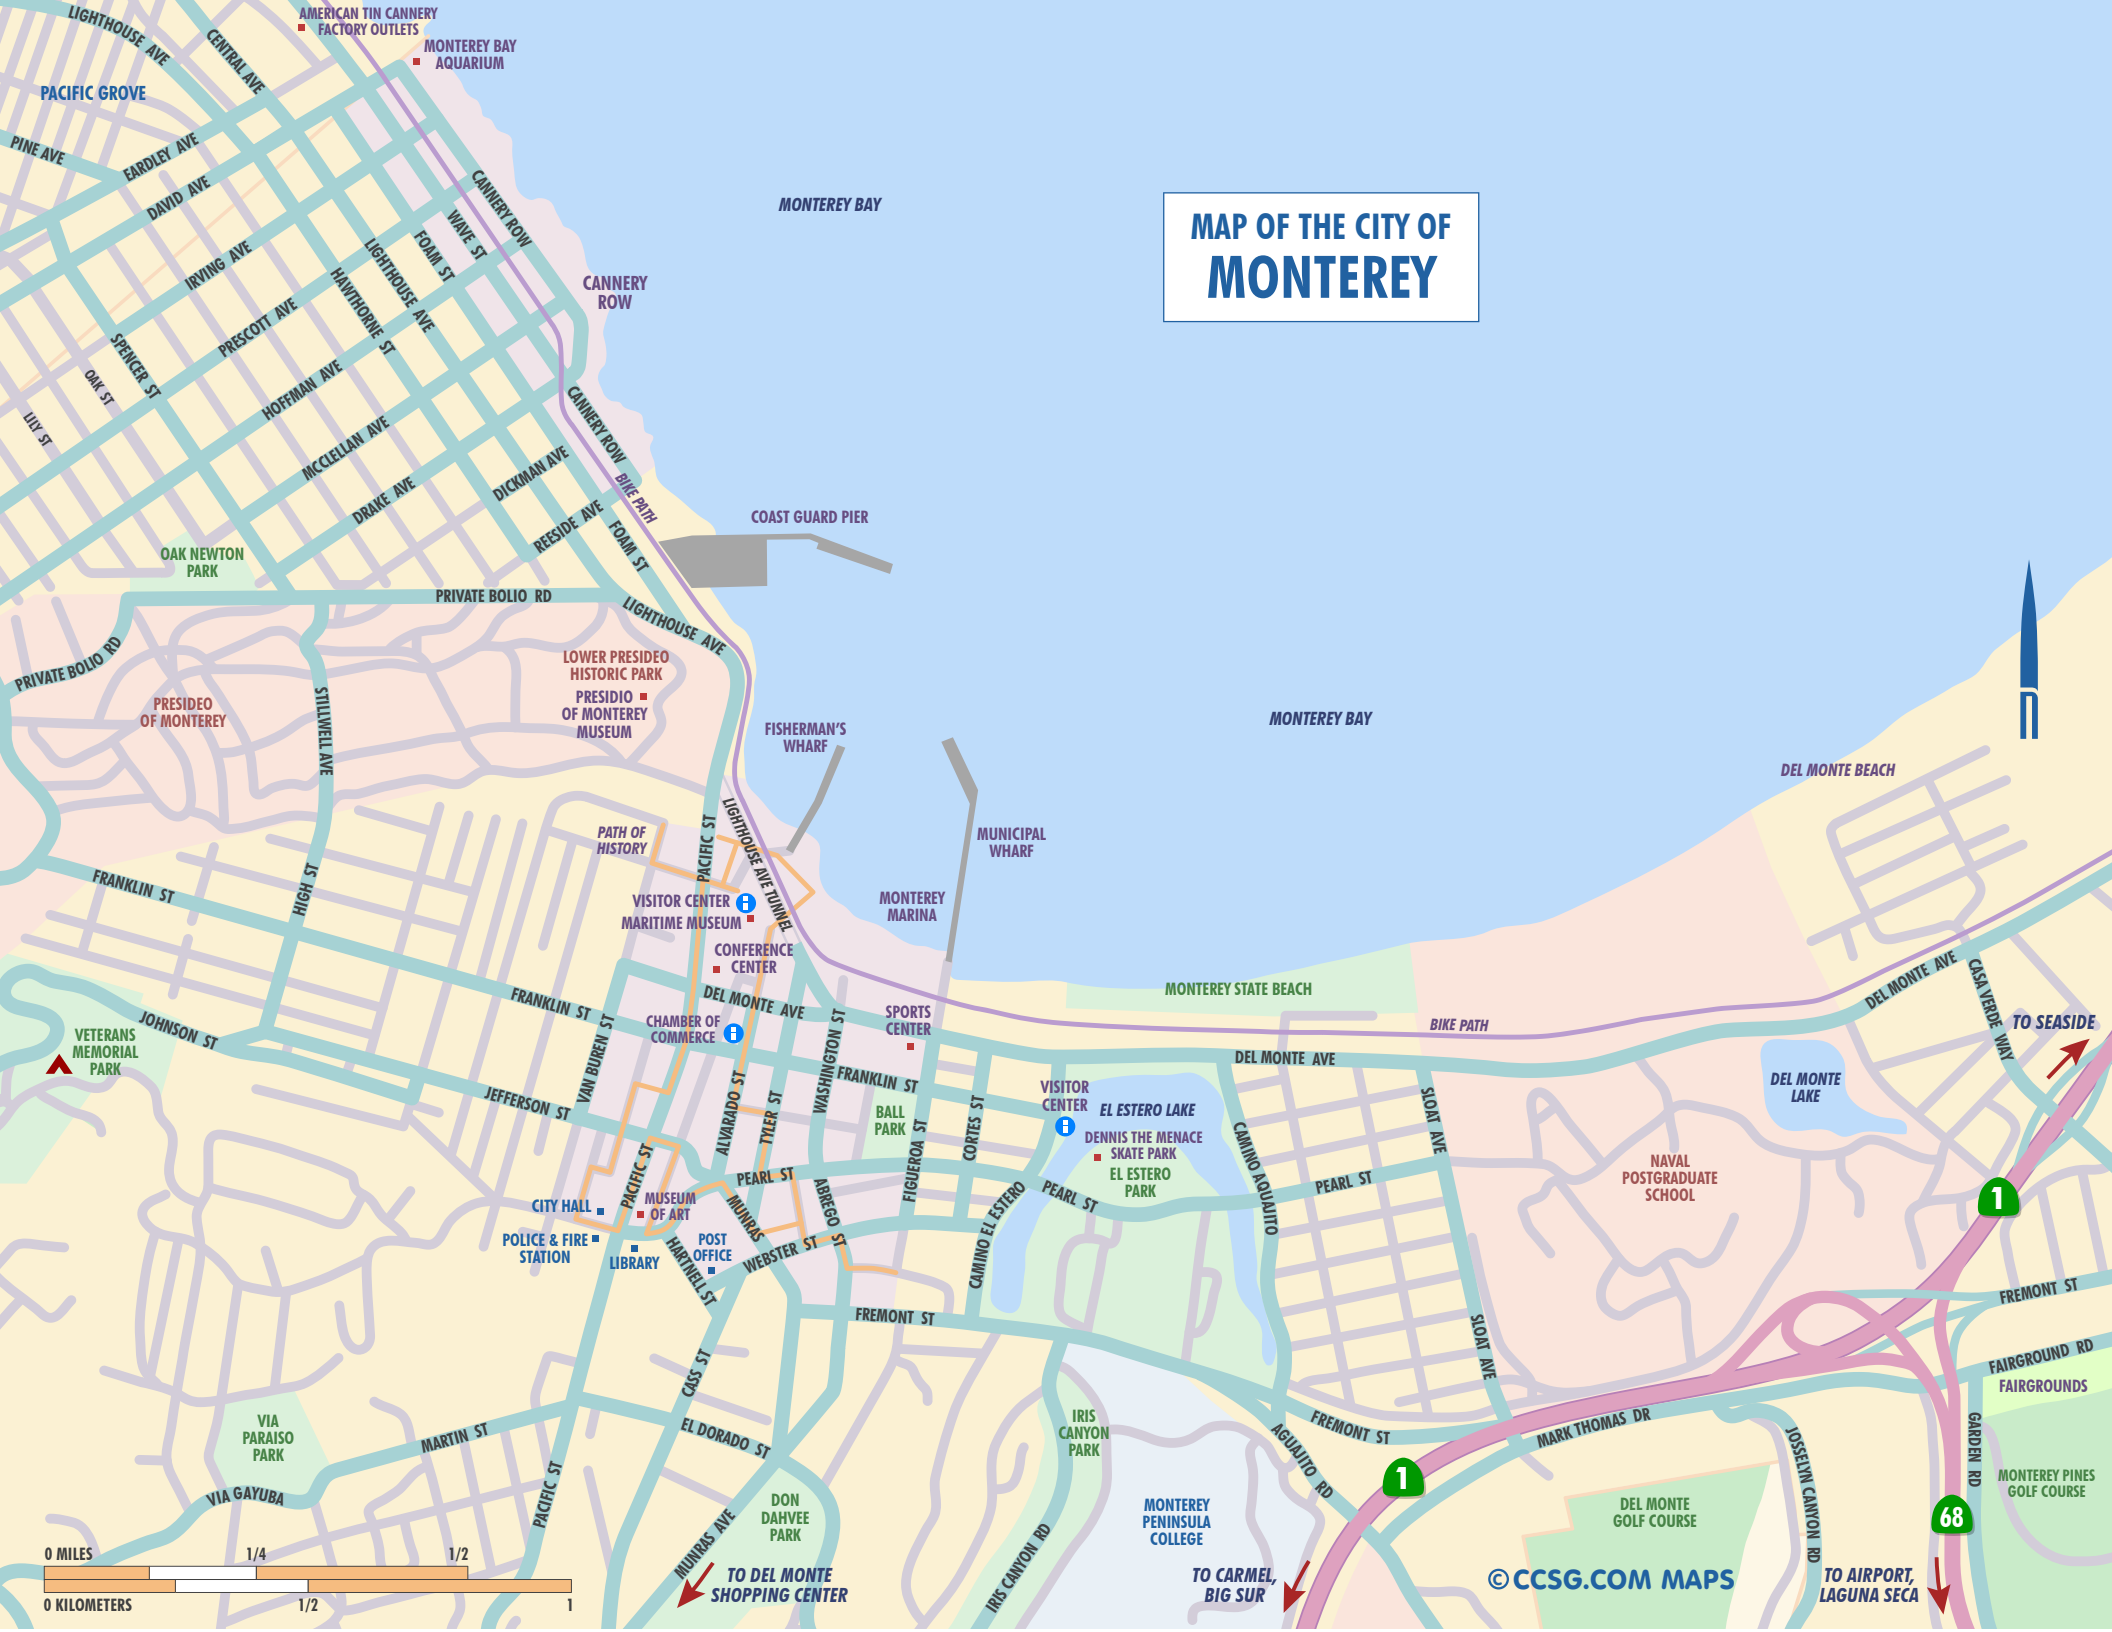 AMERICAN TIN CANNERY
FACTORY OUTLETS
LIGHTHOUSE AVE
CENTRAL AVE
MONTEREY BAY
AQUARIUM
PACIFIC GROVE
PINE AVE
EARDLEY AVE
DAVID AVE
CANNERY ROW
MONTEREY BAY
MAP OF THE CITY OF
MONTEREY
WAVE ST
FOAM ST
LIGHTHOUSE AVE
HAWTHORNE ST
IRVING AVE
PRESCOTT AVE
CANNERY
ROW
SPENCER ST
OAK ST
LILY ST
HOFFMAN AVE
MCCLELLAN AVE
DRAKE AVE
DICKMAN AVE
REESIDE AVE
CANNERY ROW
BIKE PATH
FOAM ST
COAST GUARD PIER
OAK NEWTON
PARK
PRIVATE BOLIO RD
LIGHTHOUSE AVE
PRIVATE BOLIO RD
LOWER PRESIDEO
HISTORIC PARK
PRESIDIO
OF MONTEREY
MUSEUM
PRESIDEO
OF MONTEREY
STILLWELL AVE
FISHERMAN'S
WHARF
MONTEREY BAY
DEL MONTE BEACH
n
PATH OF
HISTORY
PACIFIC ST
LIGHTHOUSE AVE TUNNEL
MUNICIPAL
WHARF
FRANKLIN ST
HIGH ST
VISITOR CENTER
i
MARITIME MUSEUM
MONTEREY
MARINA
CONFERENCE
CENTER
DEL MONTE AVE
FRANKLIN ST
MONTEREY STATE BEACH
DEL MONTE AVE
CASA VERDE WAY
TO SEASIDE
JOHNSON ST
VETERANS
MEMORIAL
PARK
CHAMBER OF
COMMERCE
i
SPORTS
CENTER
BIKE PATH
DEL MONTE AVE
VAN BUREN ST
WASHINGTON ST
FRANKLIN ST
JEFFERSON ST
ALVARADO ST
TYLER ST
BALL
PARK
FIGUEROA ST
CORTES ST
VISITOR
CENTER
i
EL ESTERO LAKE
DENNIS THE MENACE
SKATE PARK
EL ESTERO
PARK
DEL MONTE
LAKE
SLOAT AVE
CAMINO AQUAJITO
NAVAL
POSTGRADUATE
SCHOOL
PEARL ST
PEARL ST
PEARL ST
1
CITY HALL
PACIFIC ST
MUSEUM
OF ART
MUNRAS
ABREGO ST
CAMINO EL ESTERO
POLICE & FIRE
STATION
LIBRARY
HARTNELL ST
POST
OFFICE
WEBSTER ST
FREMONT ST
FREMONT ST
SLOAT AVE
FAIRGROUND RD
FAIRGROUNDS
CASS ST
EL DORADO ST
VIA
PARAISO
PARK
MARTIN ST
VIA GAYUBA
PACIFIC ST
IRIS
CANYON
PARK
FREMONT ST
AGUAJITO RD
MARK THOMAS DR
1
JOSSELYN CANYON RD
GARDEN RD
MONTEREY PINES
GOLF COURSE
DON
DAHVEE
PARK
MUNRAS AVE
MONTEREY
PENINSULA
COLLEGE
DEL MONTE
GOLF COURSE
68
IRIS CANYON RD
TO DEL MONTE
SHOPPING CENTER
TO CARMEL,
BIG SUR
© CCSG.COM MAPS
TO AIRPORT,
LAGUNA SECA
0 MILES 1/4 1/2
0 KILOMETERS 1/2 1